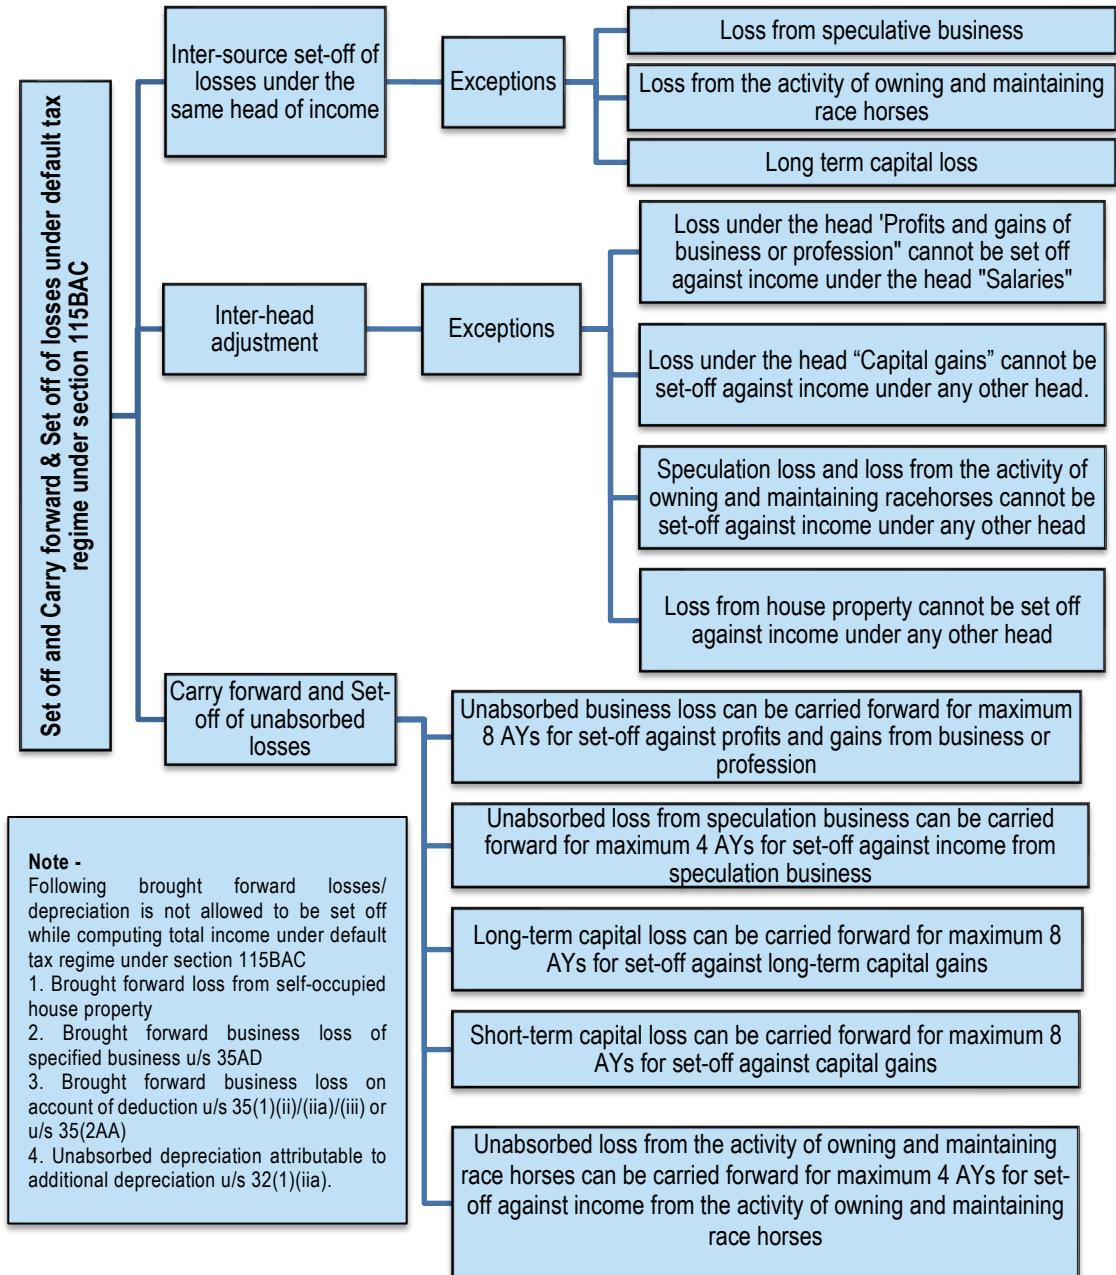 Set off and Carry forward & Set off of losses under default tax
regime under section 115BAC
Inter-source set-off of
losses under the
same head of income
Exceptions
Loss from speculative business
Loss from the activity of owning and maintaining
race horses
Long term capital loss
Inter-head
adjustment
Exceptions
Loss under the head 'Profits and gains of
business or profession" cannot be set off
against income under the head "Salaries"
Loss under the head “Capital gains” cannot be
set-off against income under any other head.
Speculation loss and loss from the activity of
owning and maintaining racehorses cannot be
set-off against income under any other head
Loss from house property cannot be set off
against income under any other head
Carry forward and Set-
off of unabsorbed
losses
Unabsorbed business loss can be carried forward for maximum
8 AYs for set-off against profits and gains from business or
profession
Unabsorbed loss from speculation business can be carried
forward for maximum 4 AYs for set-off against income from
speculation business
Long-term capital loss can be carried forward for maximum 8
AYs for set-off against long-term capital gains
Short-term capital loss can be carried forward for maximum 8
AYs for set-off against capital gains
Unabsorbed loss from the activity of owning and maintaining
race horses can be carried forward for maximum 4 AYs for set-
off against income from the activity of owning and maintaining
race horses
Note -
Following brought forward losses/
depreciation is not allowed to be set off
while computing total income under default
tax regime under section 115BAC
1. Brought forward loss from self-occupied
house property
2. Brought forward business loss of
specified business u/s 35AD
3. Brought forward business loss on
account of deduction u/s 35(1)(ii)/(iia)/(iii) or
u/s 35(2AA)
4. Unabsorbed depreciation attributable to
additional depreciation u/s 32(1)(iia).